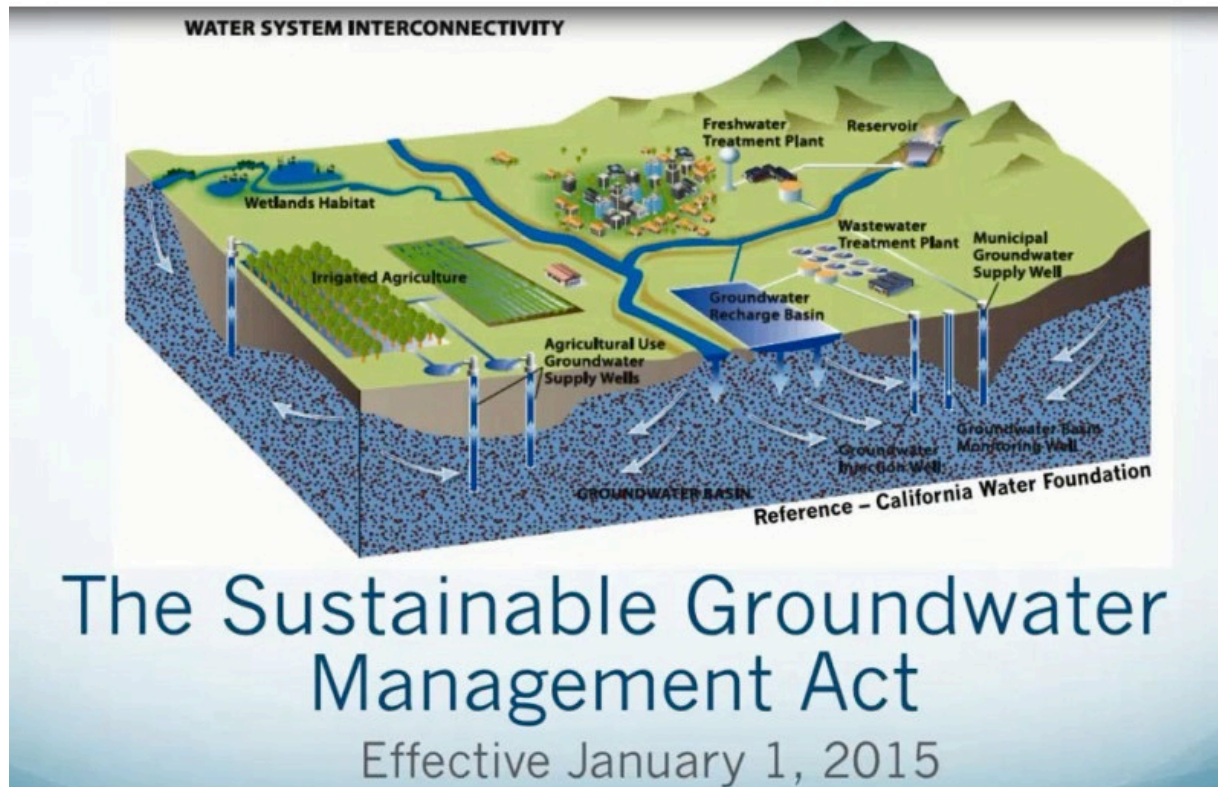 WATER SYSTEM INTERCONNECTIVITY
Freshwater
Treatment Plant
Reservoir
Wetlands Habitat
Wastewater
Treatment Plant
Municipal
Groundwater
Supply Well
Irrigated Agriculture
Groundwater
Recharge Basin
Agricultural Use
Groundwater
Supply Wells
Groundwater
Injection Well
Groundwater Basin
Monitoring Well
GROUNDWATER BASIN
Reference – California Water Foundation
The Sustainable Groundwater
Management Act
Effective January 1, 2015